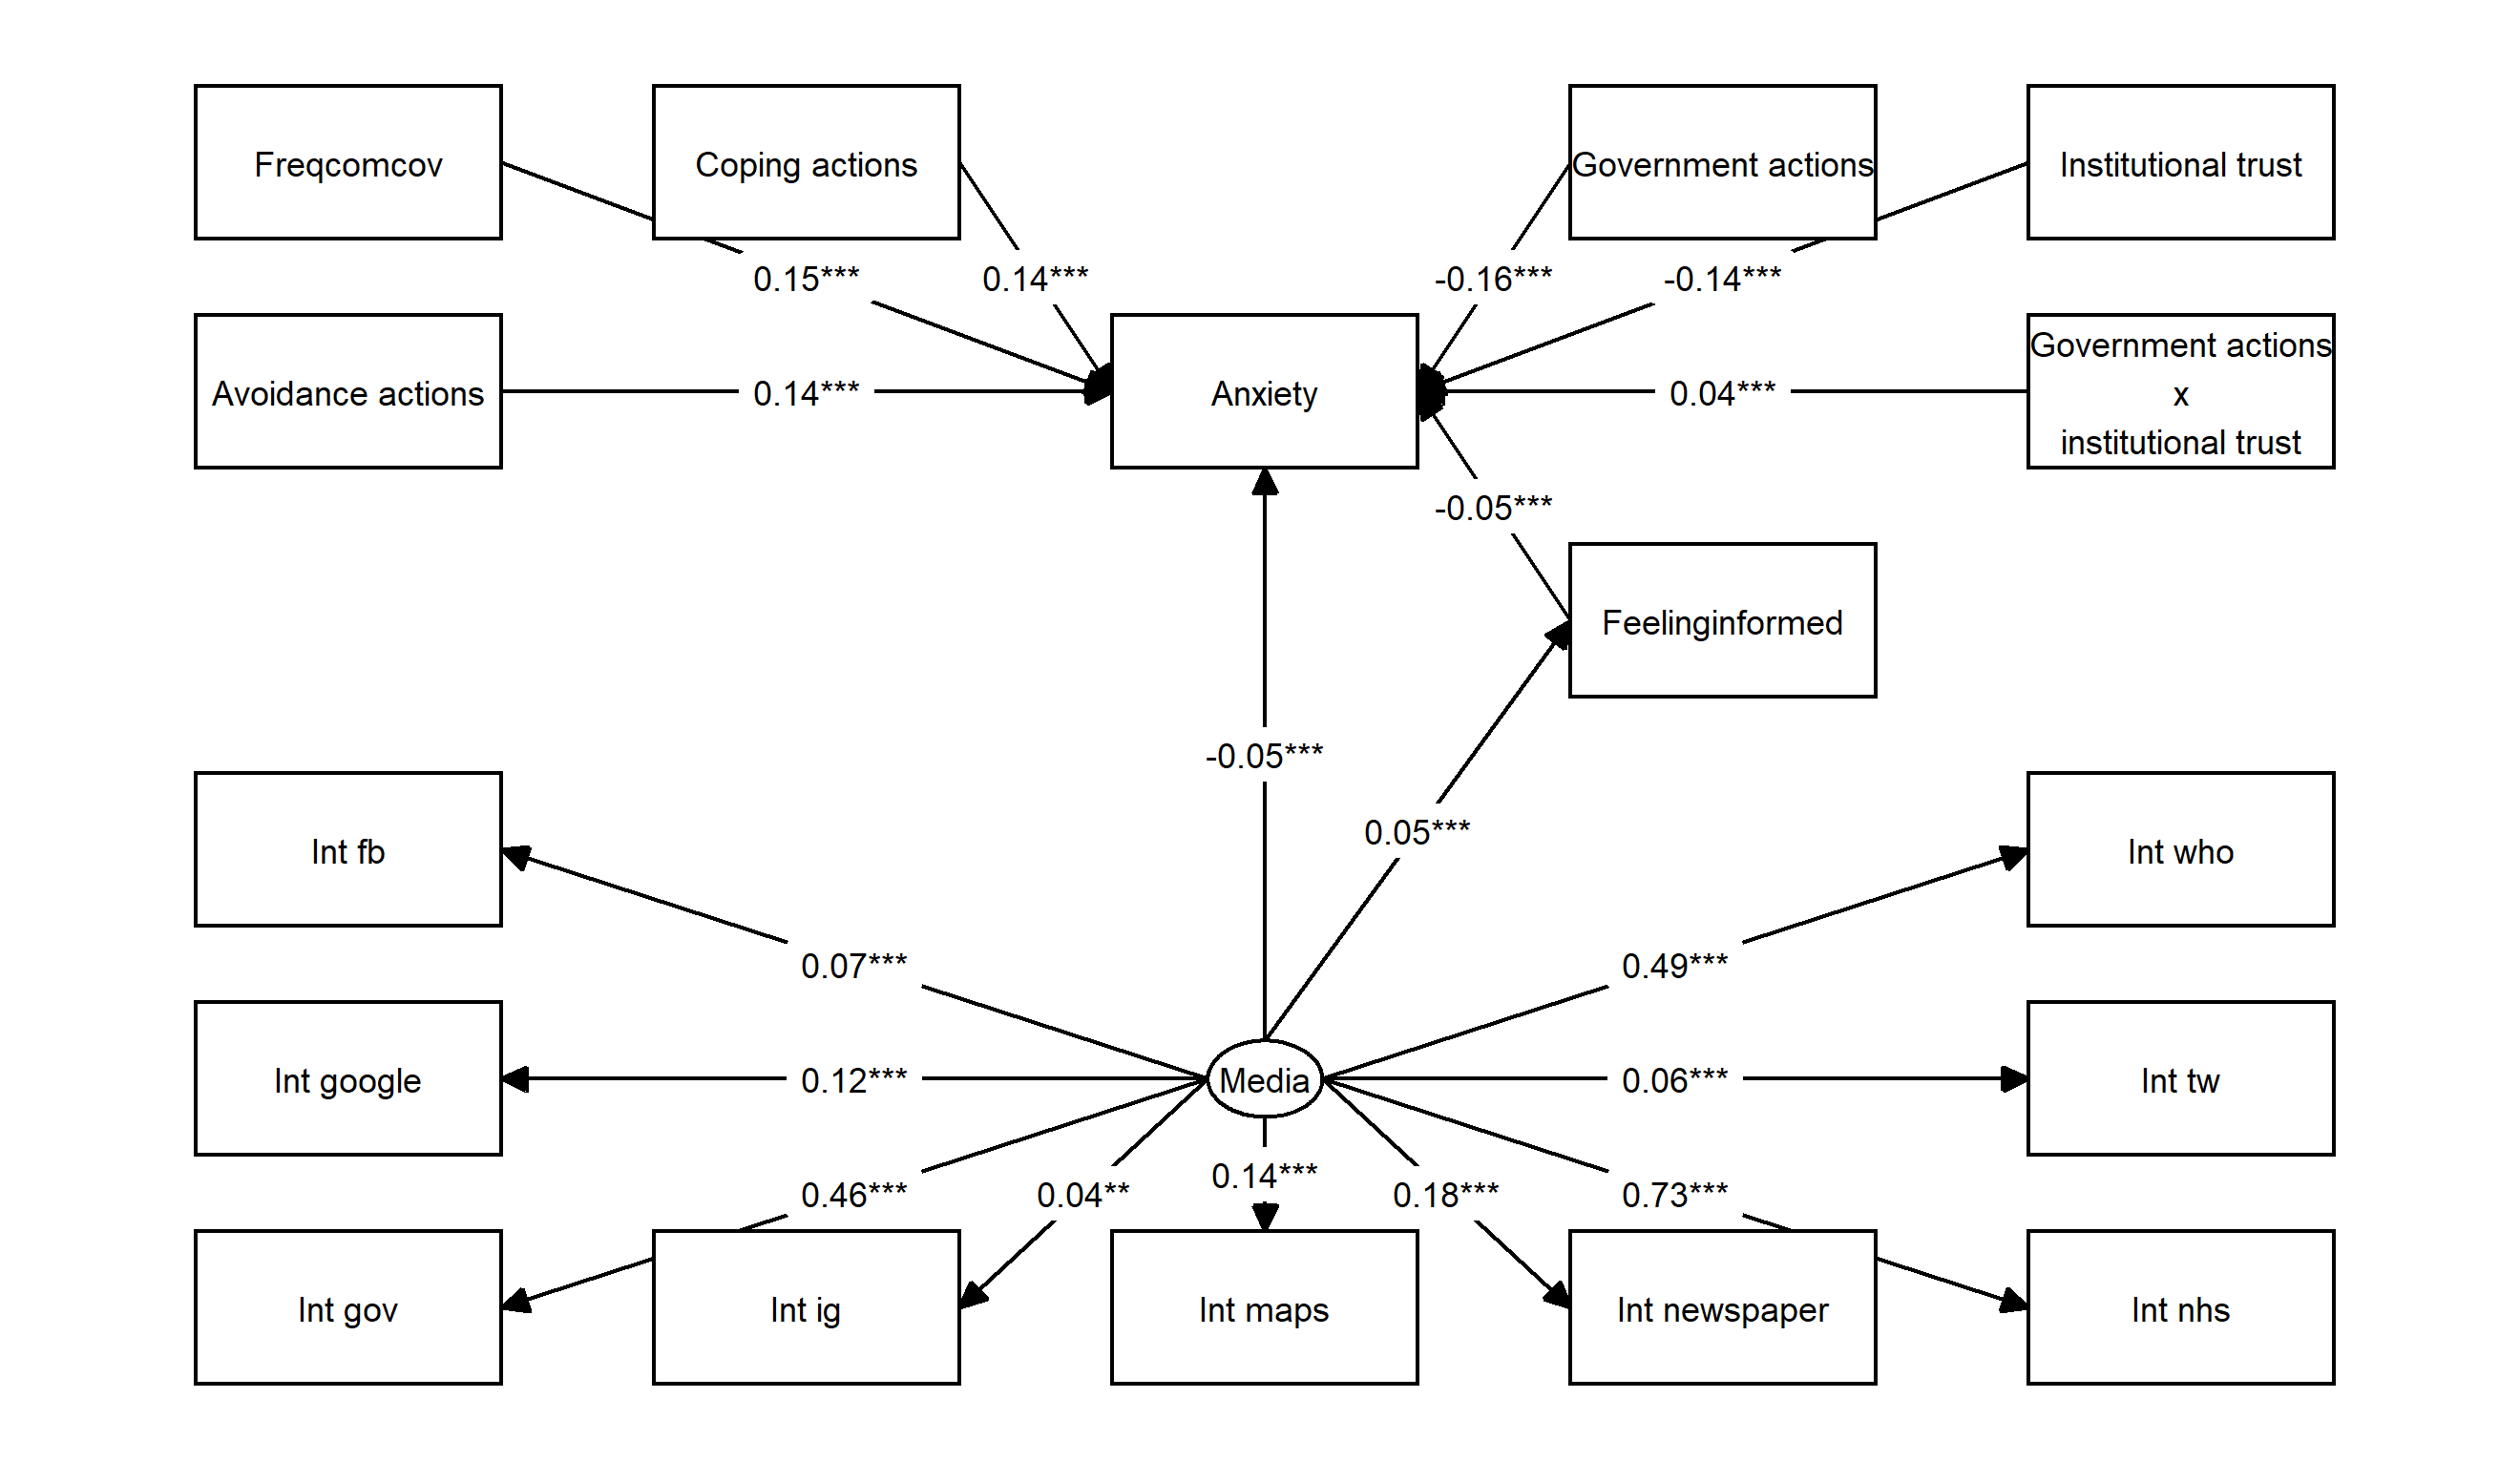 Freqcomcov
Coping actions
Government actions
Institutional trust
0.15***
0.14***
-0.16***
-0.14***
Avoidance actions
0.14***
Anxiety
0.04***
Government actions
x
institutional trust
-0.05***
Feelinginformed
-0.05***
0.05***
Int fb
Int who
0.07***
0.49***
Int google
0.12***
Media
0.06***
Int tw
0.46***
0.04**
0.14***
0.18***
0.73***
Int gov
Int ig
Int maps
Int newspaper
Int nhs